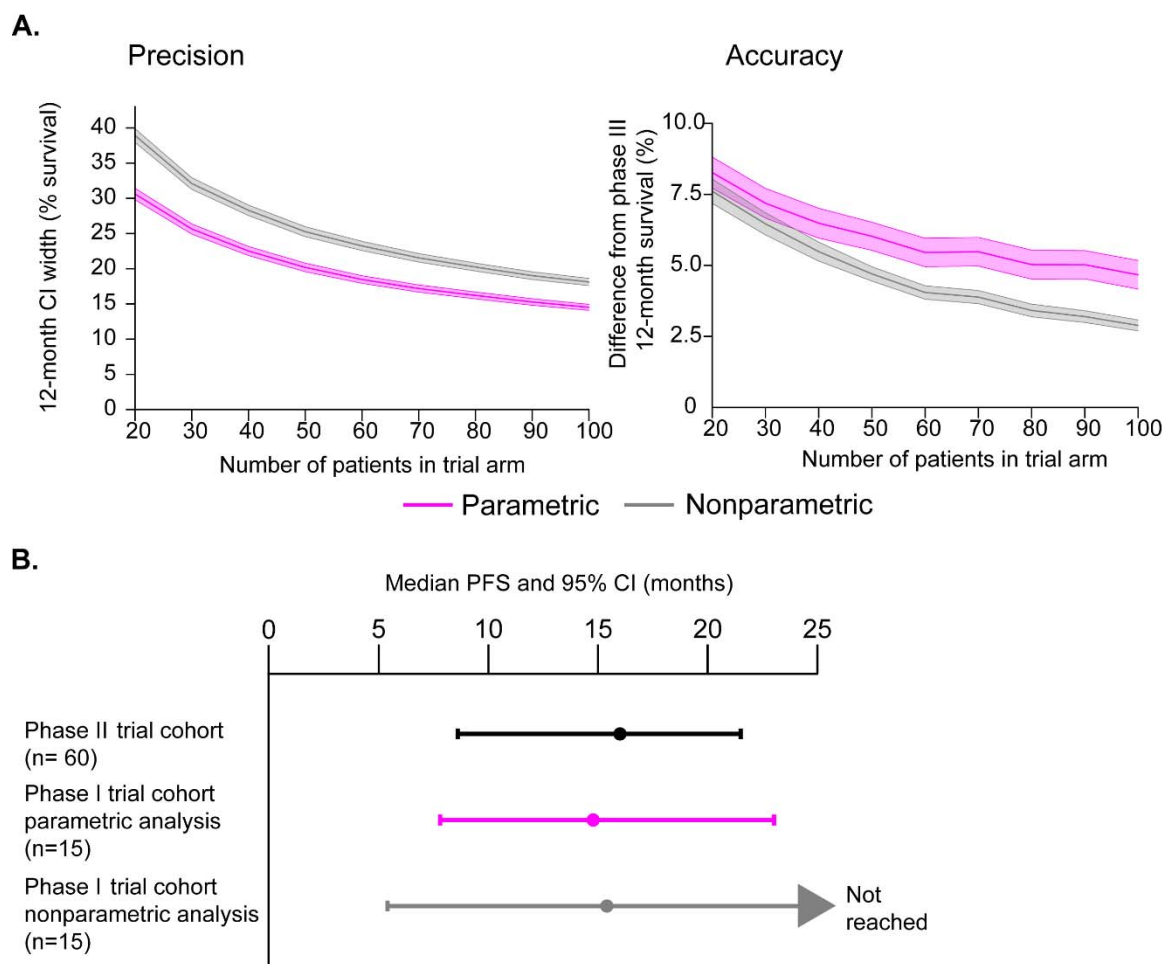 A.
Precision
12-month CI width (% survival)
40
35
30
25
20
15
10
5
0
20 30 40 50 60 70 80 90 100
Number of patients in trial arm
Accuracy
Difference from phase III
12-month survival (%)
10.0
7.5
5.0
2.5
0
20 30 40 50 60 70 80 90 100
Number of patients in trial arm
Parametric Nonparametric
B.
Median PFS and 95% CI (months)
0 5 10 15 20 25
Phase II trial cohort
(n= 60)
Phase I trial cohort
parametric analysis
(n=15)
Phase I trial cohort
nonparametric analysis
(n=15)
Not
reached